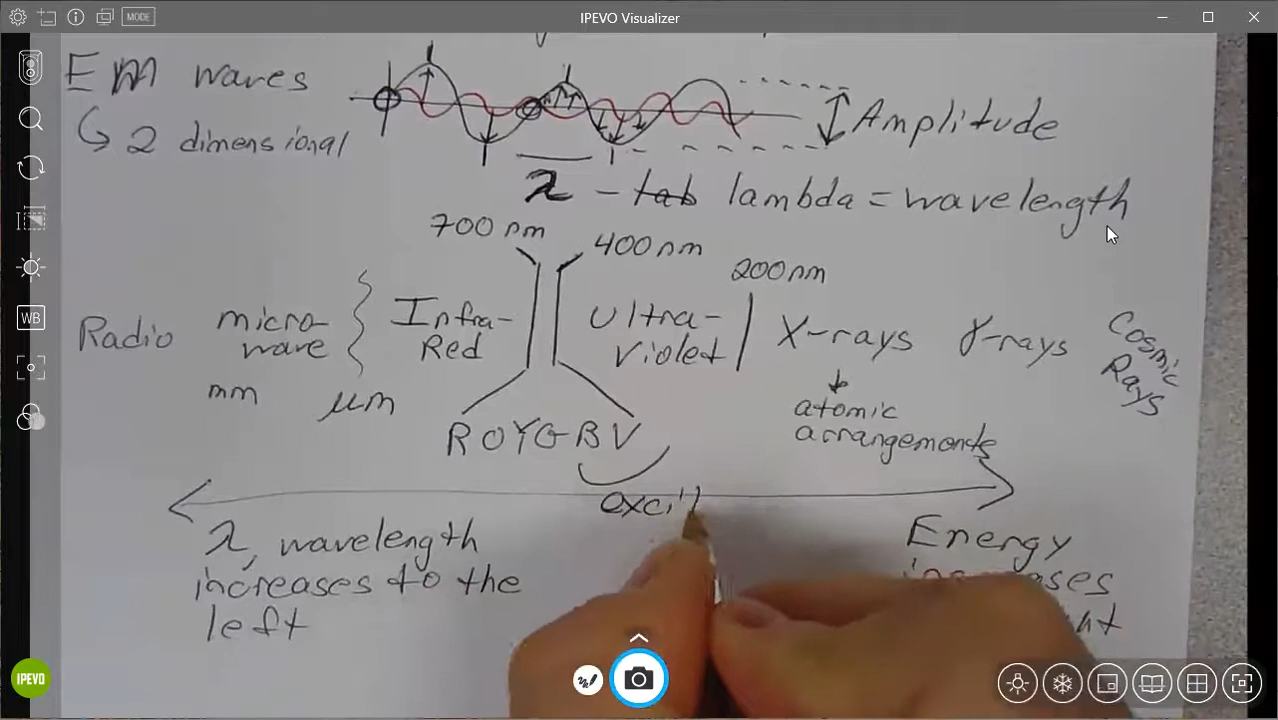 IPEVO Visualizer
MODE
EM waves
2 dimensional
Amplitude
λ - lab lambda = wavelength
700 nm
400 nm
200 nm
Radio
micro-
wave
Infra-
Red
Ultra-
violet
X-rays
γ-rays
Cosmic
Rays
mm
μm
atomic
arrangements
ROYGBV
λ, wavelength
increases to the
left
Energy
increases
WB
IPEVO